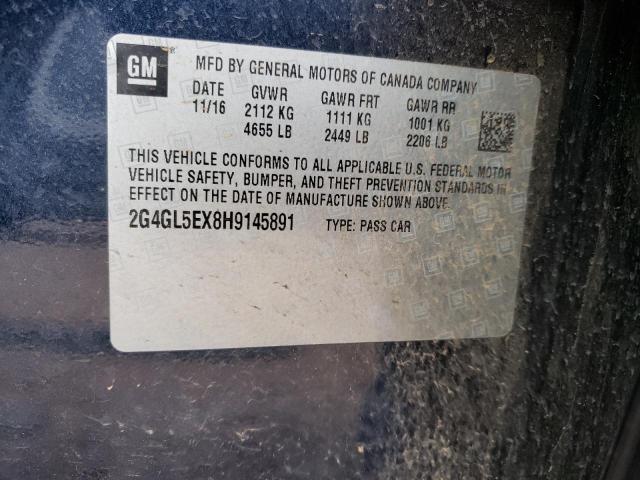 GM
MFD BY GENERAL MOTORS OF CANADA COMPANY
DATE GVWR GAWR FRT GAWR RR
11/16 2112 KG 1111 KG 1001 KG
4655 LB 2449 LB 2206 LB
THIS VEHICLE CONFORMS TO ALL APPLICABLE U.S. FEDERAL MOTOR
VEHICLE SAFETY, BUMPER, AND THEFT PREVENTION STANDARDS IN
EFFECT ON THE DATE OF MANUFACTURE SHOWN ABOVE.
2G4GL5EX8H9145891 TYPE: PASS CAR